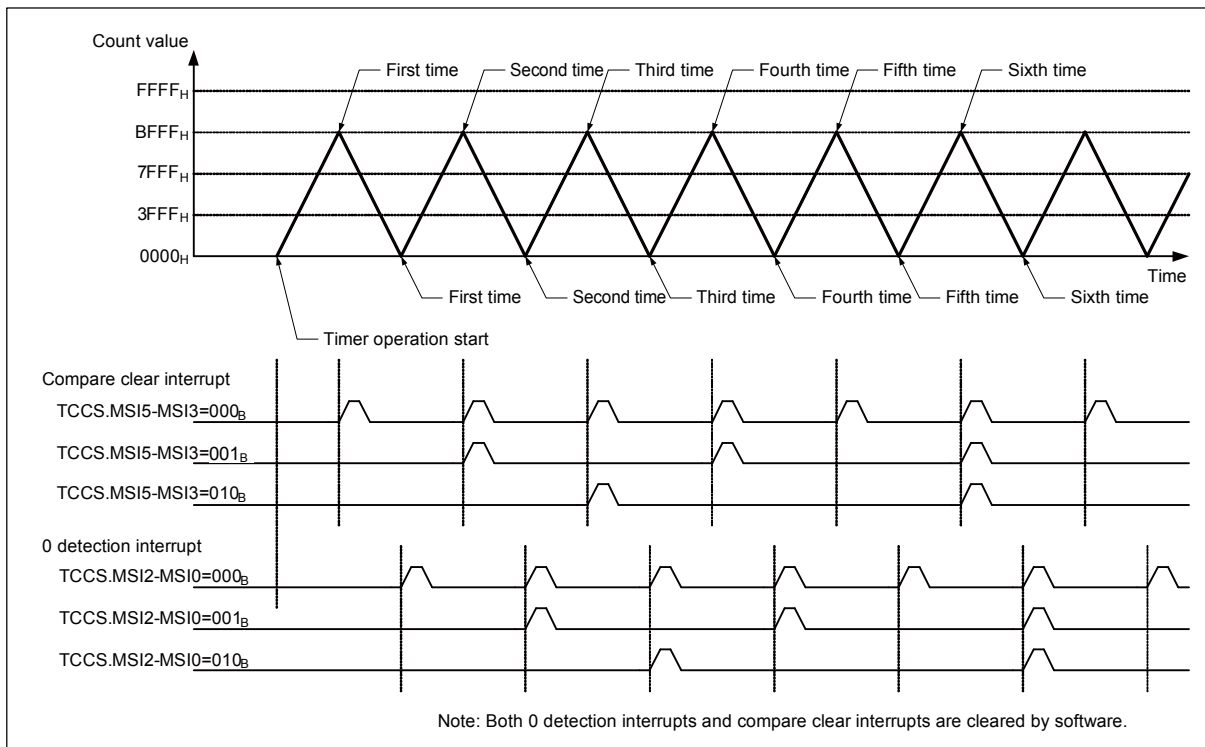 Count value
First time Second time Third time Fourth time Fifth time Sixth time
FFFFH
BFFFH
7FFFH
3FFFH
0000H
Time
First time Second time Third time Fourth time Fifth time Sixth time
Timer operation start
Compare clear interrupt
TCCS.MSI5-MSI3=000B
TCCS.MSI5-MSI3=001B
TCCS.MSI5-MSI3=010B
0 detection interrupt
TCCS.MSI2-MSI0=000B
TCCS.MSI2-MSI0=001B
TCCS.MSI2-MSI0=010B
Note: Both 0 detection interrupts and compare clear interrupts are cleared by software.